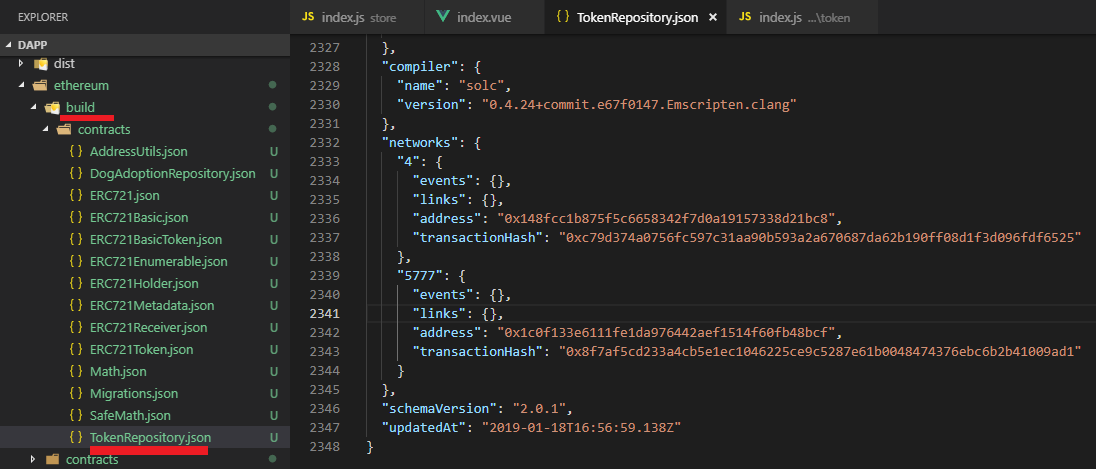 EXPLORER
DAPP
dist
ethereum
build
contracts
{ } AddressUtils.json U
{ } DogAdoptionRepository.json U
{ } ERC721.json U
{ } ERC721Basic.json U
{ } ERC721BasicToken.json U
{ } ERC721Enumerable.json U
{ } ERC721Holder.json U
{ } ERC721Metadata.json U
{ } ERC721Receiver.json U
{ } ERC721Token.json U
{ } Math.json U
{ } Migrations.json U
{ } SafeMath.json U
{ } TokenRepository.json U
contracts
JS index.js store index.vue { } TokenRepository.json × JS index.js ...\token
2327 },
2328 "compiler": {
2329 "name": "solc",
2330 "version": "0.4.24+commit.e67f0147.Emscripten.clang"
2331 },
2332 "networks": {
2333 "4": {
2334 "events": {},
2335 "links": {},
2336 "address": "0x148fcc1b875f5c6658342f7d0a19157338d21bc8",
2337 "transactionHash": "0xc79d374a0756fc597c31aa90b593a2a670687da62b190ff08d1f3d096fdf6525"
2338 },
2339 "5777": {
2340 "events": {},
2341 "links": {},
2342 "address": "0x1c0f133e6111fe1da976442aef1514f60fb48bcf",
2343 "transactionHash": "0x8f7af5cd233a4cb5e1ec1046225ce9c5287e61b0048474376ebc6b2b41009ad1"
2344 }
2345 },
2346 "schemaVersion": "2.0.1",
2347 "updatedAt": "2019-01-18T16:56:59.138Z"
2348 }